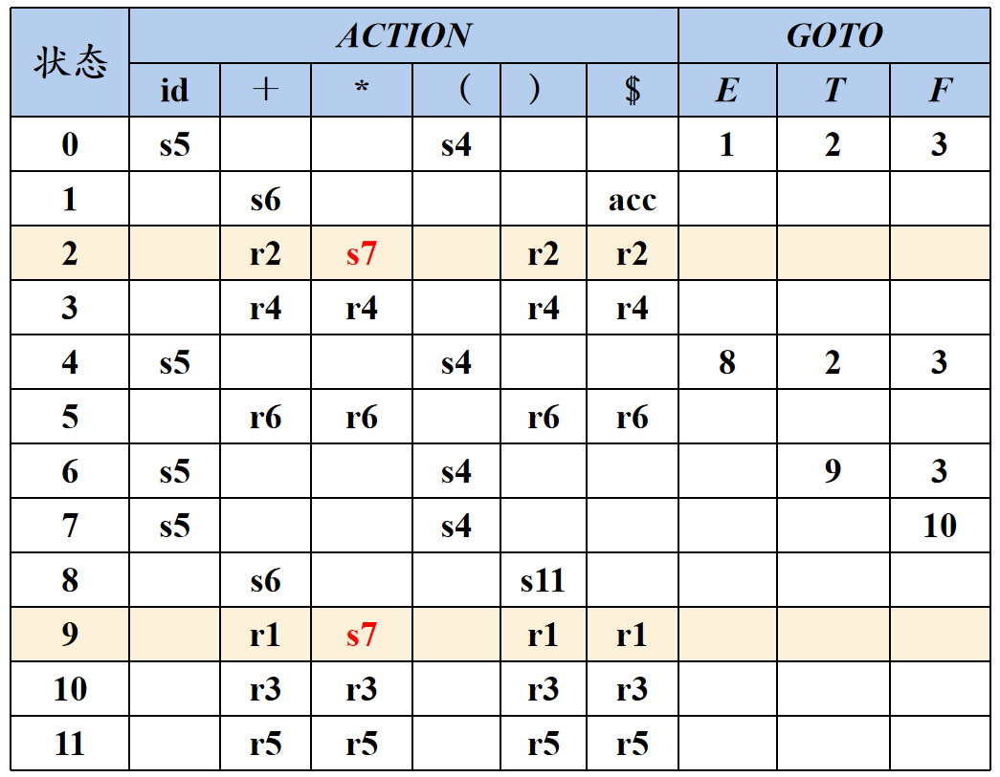 状态 ACTION GOTO
id + * ( ) $ E T F
0 s5 s4 1 2 3
1 s6 acc
2 r2 s7 r2 r2
3 r4 r4 r4 r4
4 s5 s4 8 2 3
5 r6 r6 r6 r6
6 s5 s4 9 3
7 s5 s4 10
8 s6 s11
9 r1 s7 r1 r1
10 r3 r3 r3 r3
11 r5 r5 r5 r5